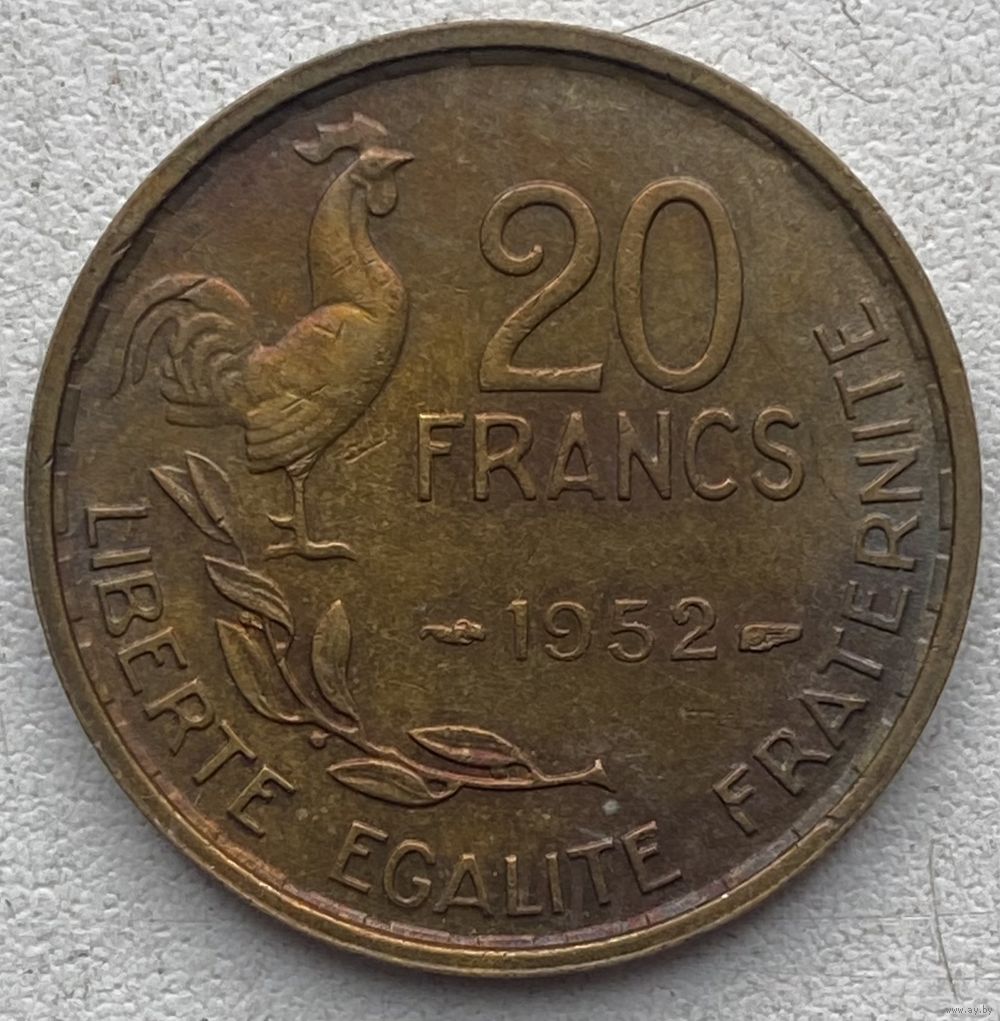 20
FRANCS
1952
LIBERTE EGALITE FRATERNITE
www.ay.by